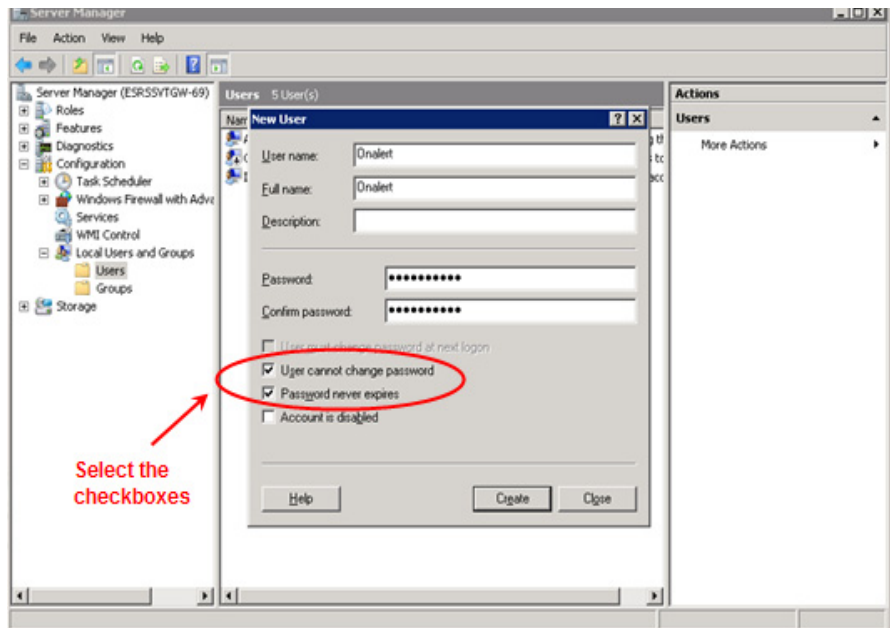 Server Manager
File Action View Help
Server Manager (ESRSSVTGW-69)
Roles
Features
Diagnostics
Configuration
Task Scheduler
Windows Firewall with Adva
Services
WMI Control
Local Users and Groups
Users
Groups
Storage
Users 5 User(s)
New User
User name: Onalert
Full name: Onalert
Description:
Password: ●●●●●●●●●●
Confirm password: ●●●●●●●●●●
User must change password at next logon
User cannot change password
Password never expires
Account is disabled
Help Create Close
Actions
Users
More Actions
Select the
checkboxes